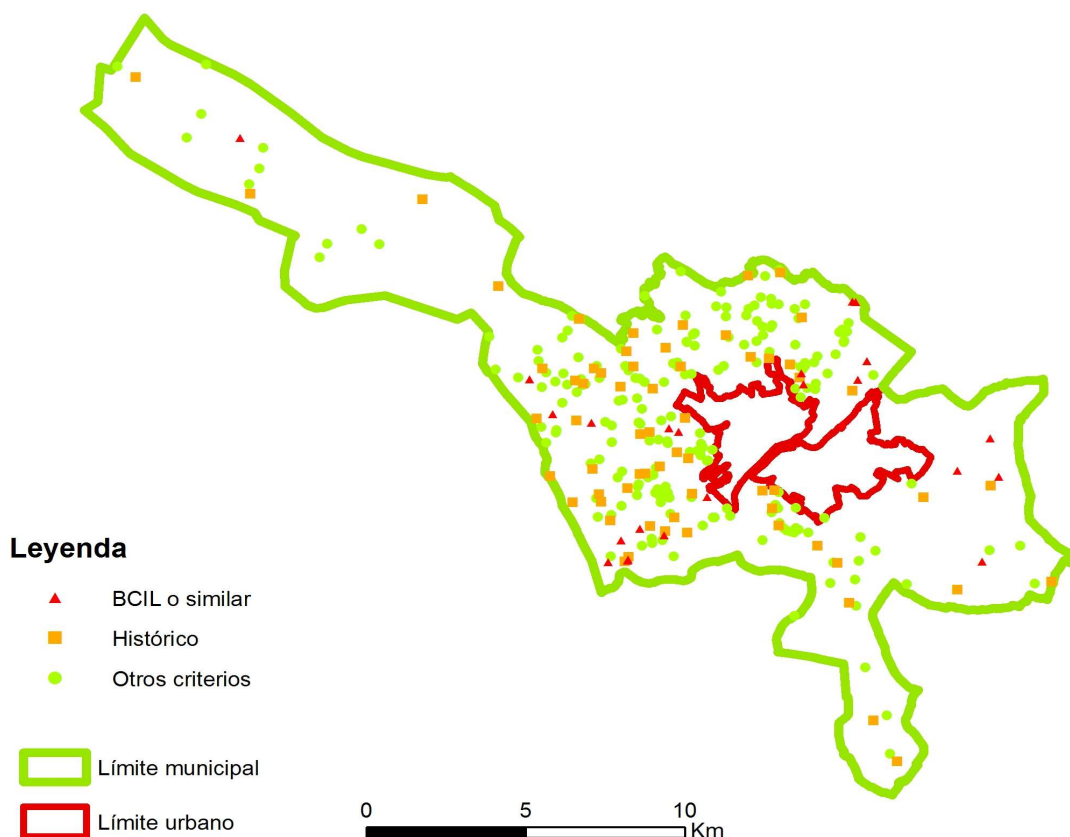 Leyenda
BCIL o similar
Histórico
Otros criterios
Límite municipal
Límite urbano
0 5 10
Km